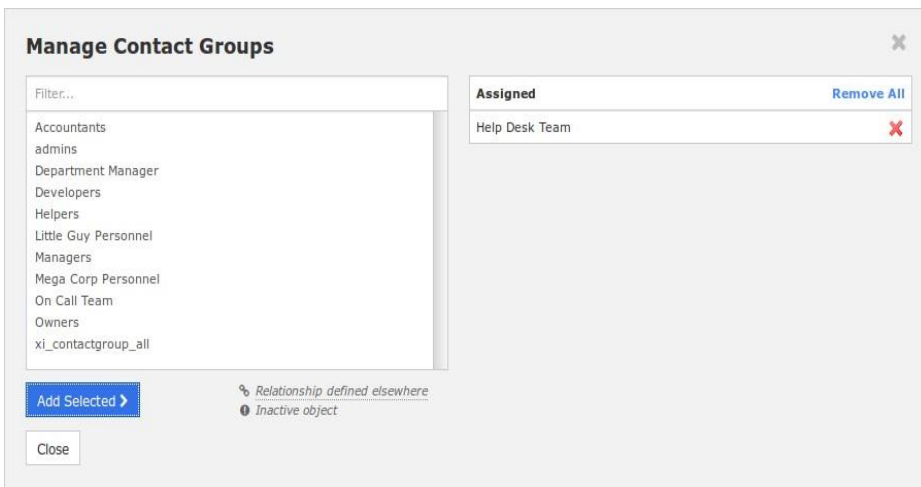 Manage Contact Groups
Filter...
Accountants
admins
Department Manager
Developers
Helpers
Little Guy Personnel
Managers
Mega Corp Personnel
On Call Team
Owners
xi_contactgroup_all
Add Selected
Relationship defined elsewhere
Inactive object
Close
Assigned Remove All
Help Desk Team